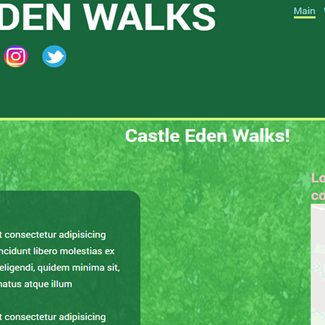 DEN WALKS
Main
Castle Eden Walks!
Lo
co
t consectetur adipisicing
ncidunt libero molestias ex
eligendi, quidem minima sit,
natus atque illum
t consectetur adipisicing